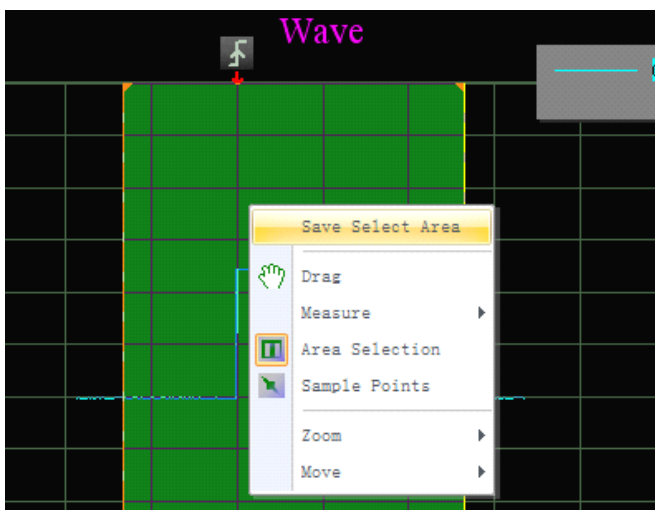 Wave
Save Select Area
Drag
Measure
Area Selection
Sample Points
Zoom
Move